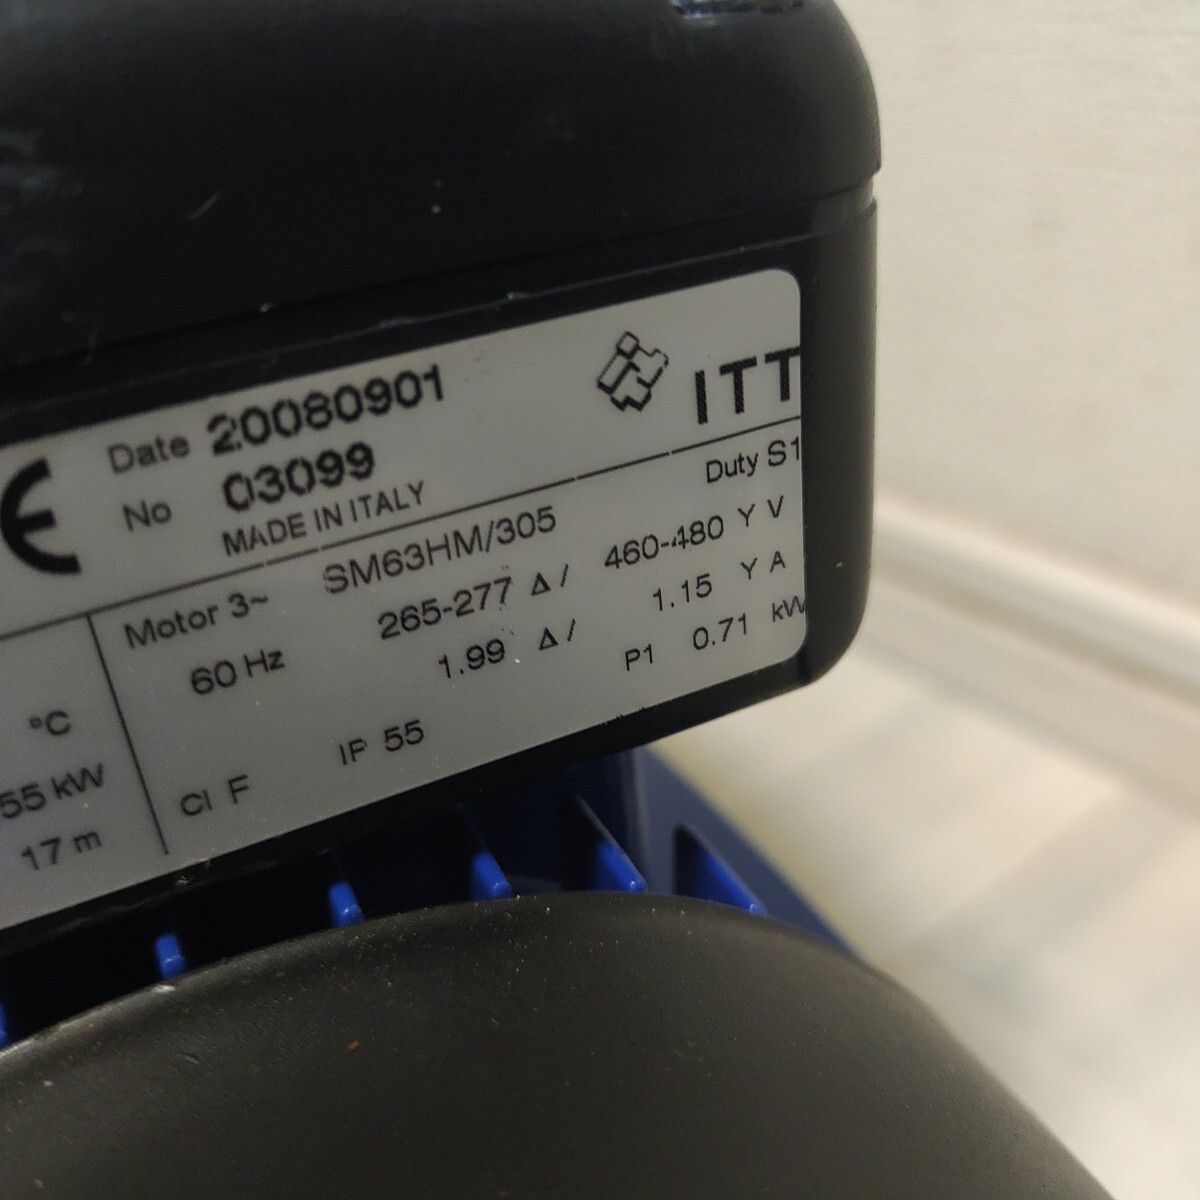 CE
Date 20080901
No 03099
MADE IN ITALY
ITT
Motor 3~ SM63HM/305 Duty S1
60 Hz 265-277 Δ / 460-480 Y V
1.99 Δ / 1.15 Y A
P1 0.71 kW
Cl F IP 55
°C
55 kW
17 m